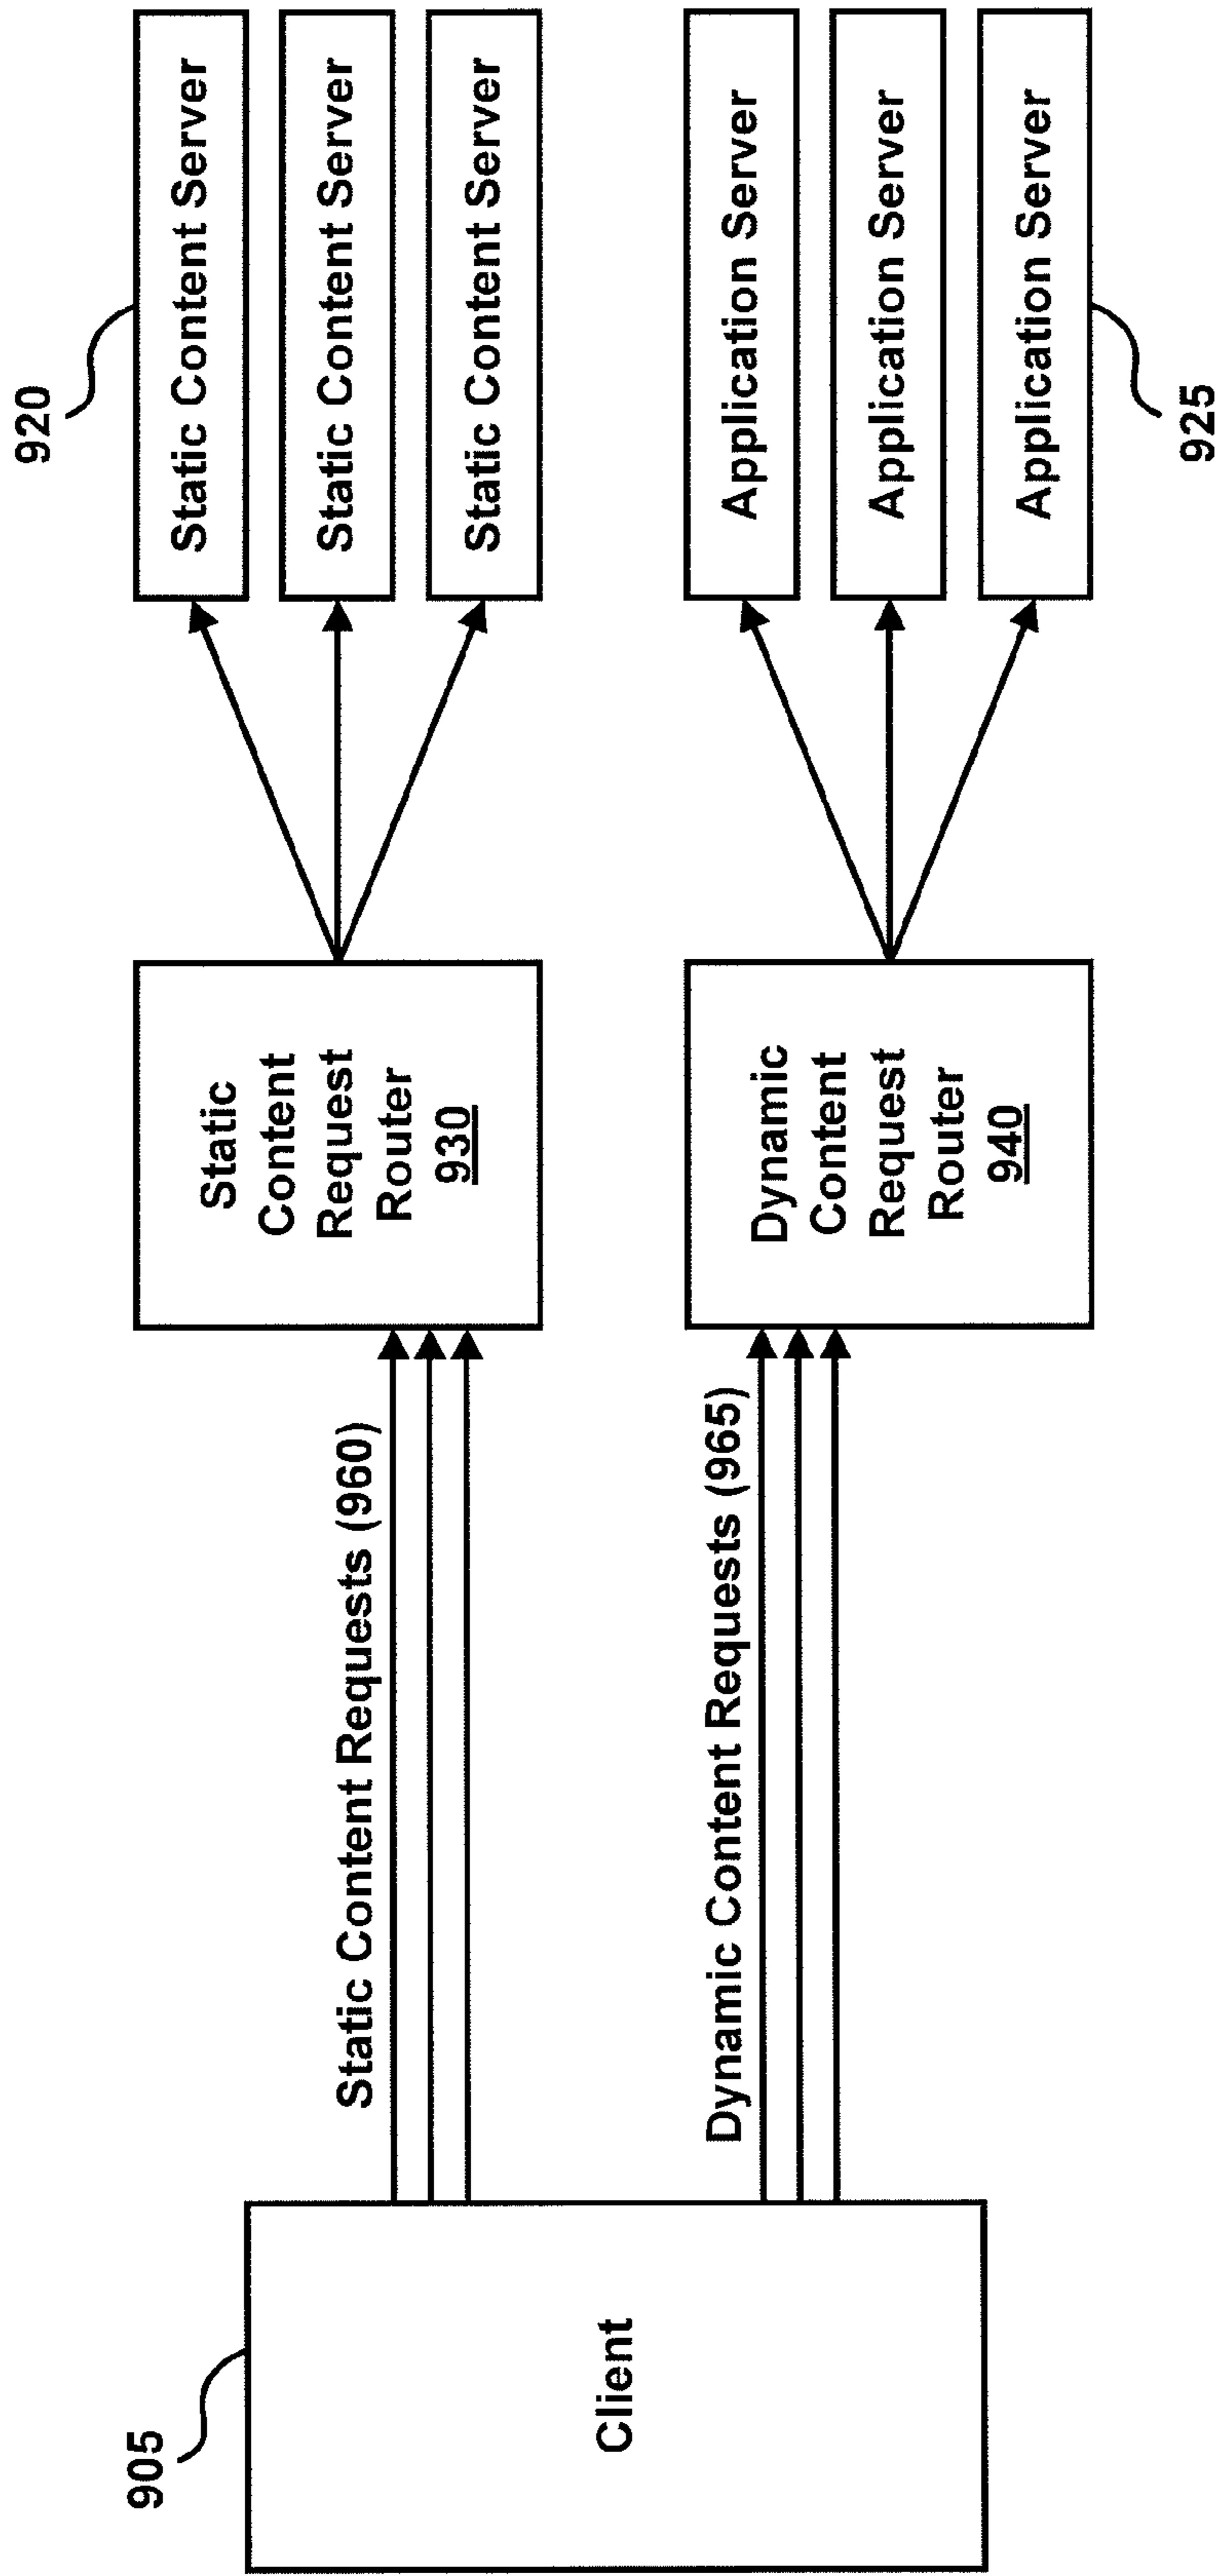 905
Client
Static Content Requests (960)
Dynamic Content Requests (965)
Static
Content
Request
Router
930
Dynamic
Content
Request
Router
940
920
Static Content Server
Static Content Server
Static Content Server
Application Server
Application Server
Application Server
925